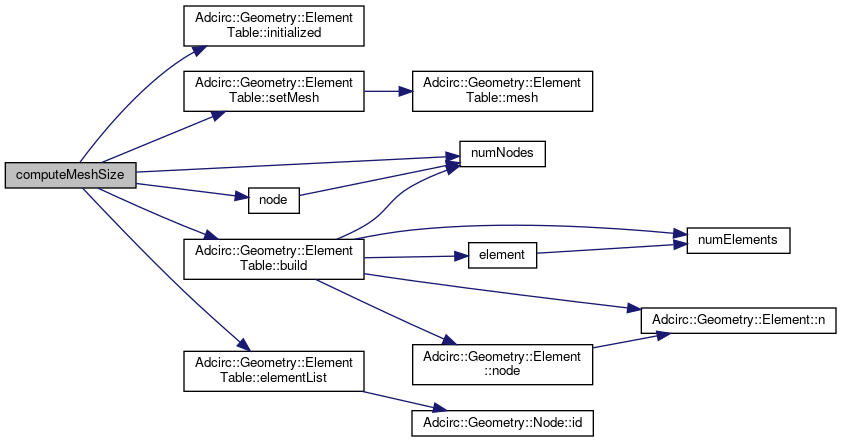 Adcirc::Geometry::Element
Table::initialized
Adcirc::Geometry::Element
Table::setMesh
Adcirc::Geometry::Element
Table::mesh
computeMeshSize
numNodes
node
Adcirc::Geometry::Element
Table::build
element
numElements
Adcirc::Geometry::Element::n
Adcirc::Geometry::Element
::node
Adcirc::Geometry::Element
Table::elementList
Adcirc::Geometry::Node::id